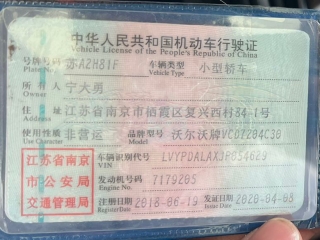 中华人民共和国机动车行驶证
Vehicle License of the People's Republic of China
号牌号码 苏A2H81F 车辆类型 小型轿车
Plate No. Vehicle Type
所有人 宁大勇
Owner
住址 江苏省南京市栖霞区复兴西村84-1号
Address
使用性质 非营运 品牌型号 沃尔沃牌VCC7204C30
Use Character Model
江苏省南京 车辆识别代号
VIN
市公安局 发动机号码 7179285
Engine No.
交通管理局 注册日期 2018-06-19 发证日期 2020-04-08
Register Date Issue Date